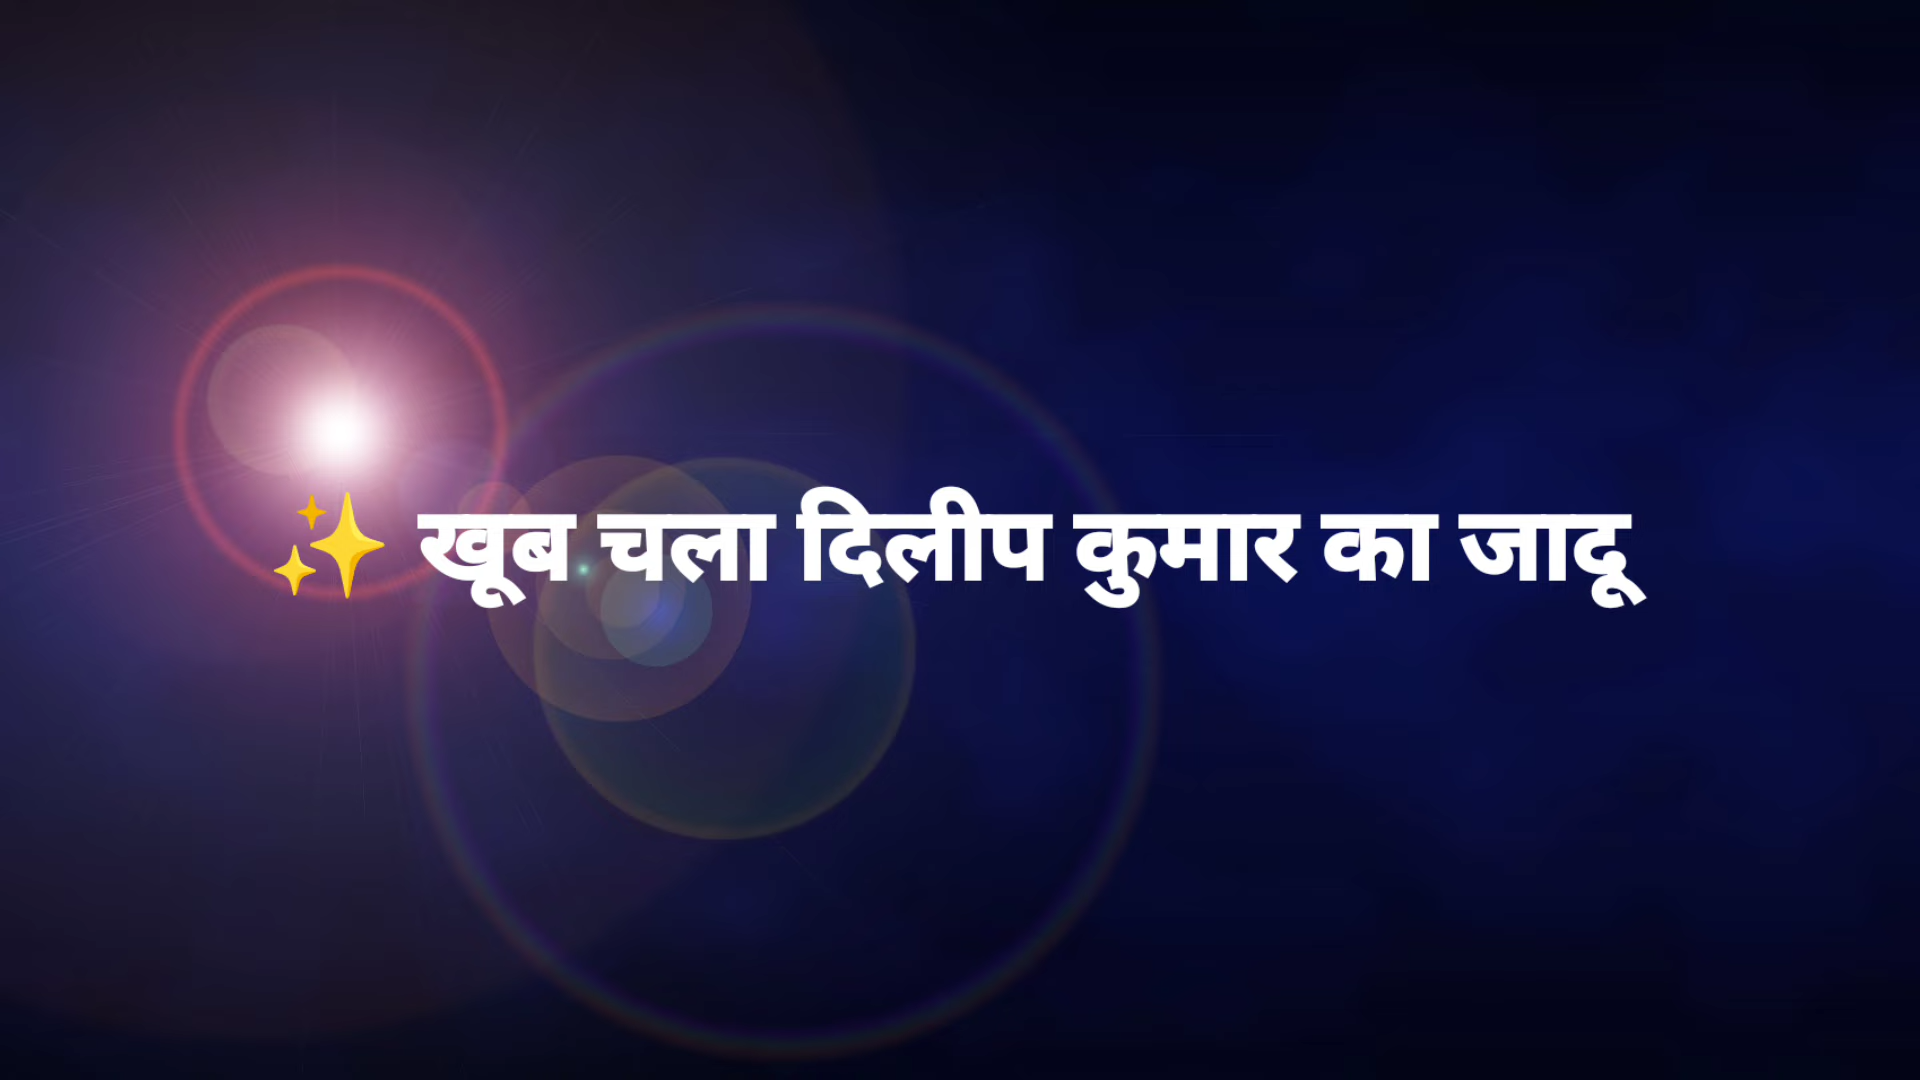 ✨ खूब चला दिलीप कुमार का जादू